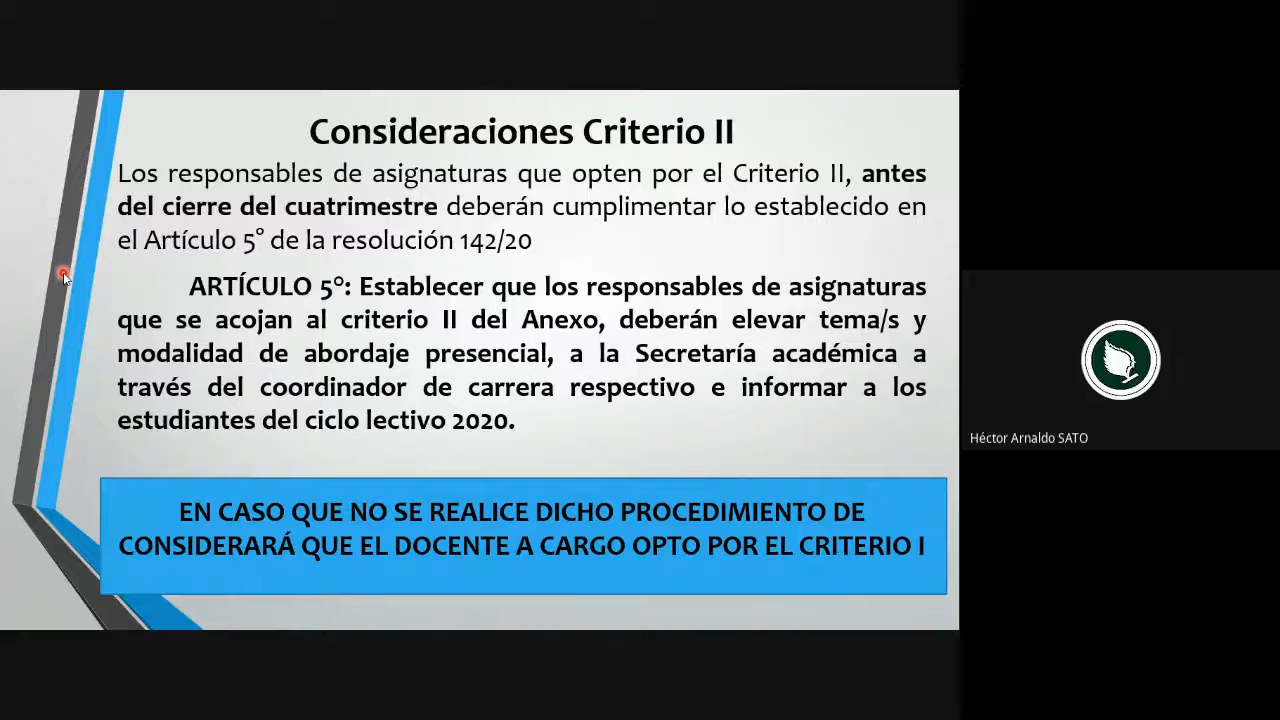 Consideraciones Criterio II
Los responsables de asignaturas que opten por el Criterio II, antes
del cierre del cuatrimestre deberán cumplimentar lo establecido en
el Artículo 5° de la resolución 142/20
ARTÍCULO 5°: Establecer que los responsables de asignaturas
que se acojan al criterio II del Anexo, deberán elevar tema/s y
modalidad de abordaje presencial, a la Secretaría académica a
través del coordinador de carrera respectivo e informar a los
estudiantes del ciclo lectivo 2020.
EN CASO QUE NO SE REALICE DICHO PROCEDIMIENTO DE
CONSIDERARÁ QUE EL DOCENTE A CARGO OPTO POR EL CRITERIO I
Héctor Arnaldo SATO